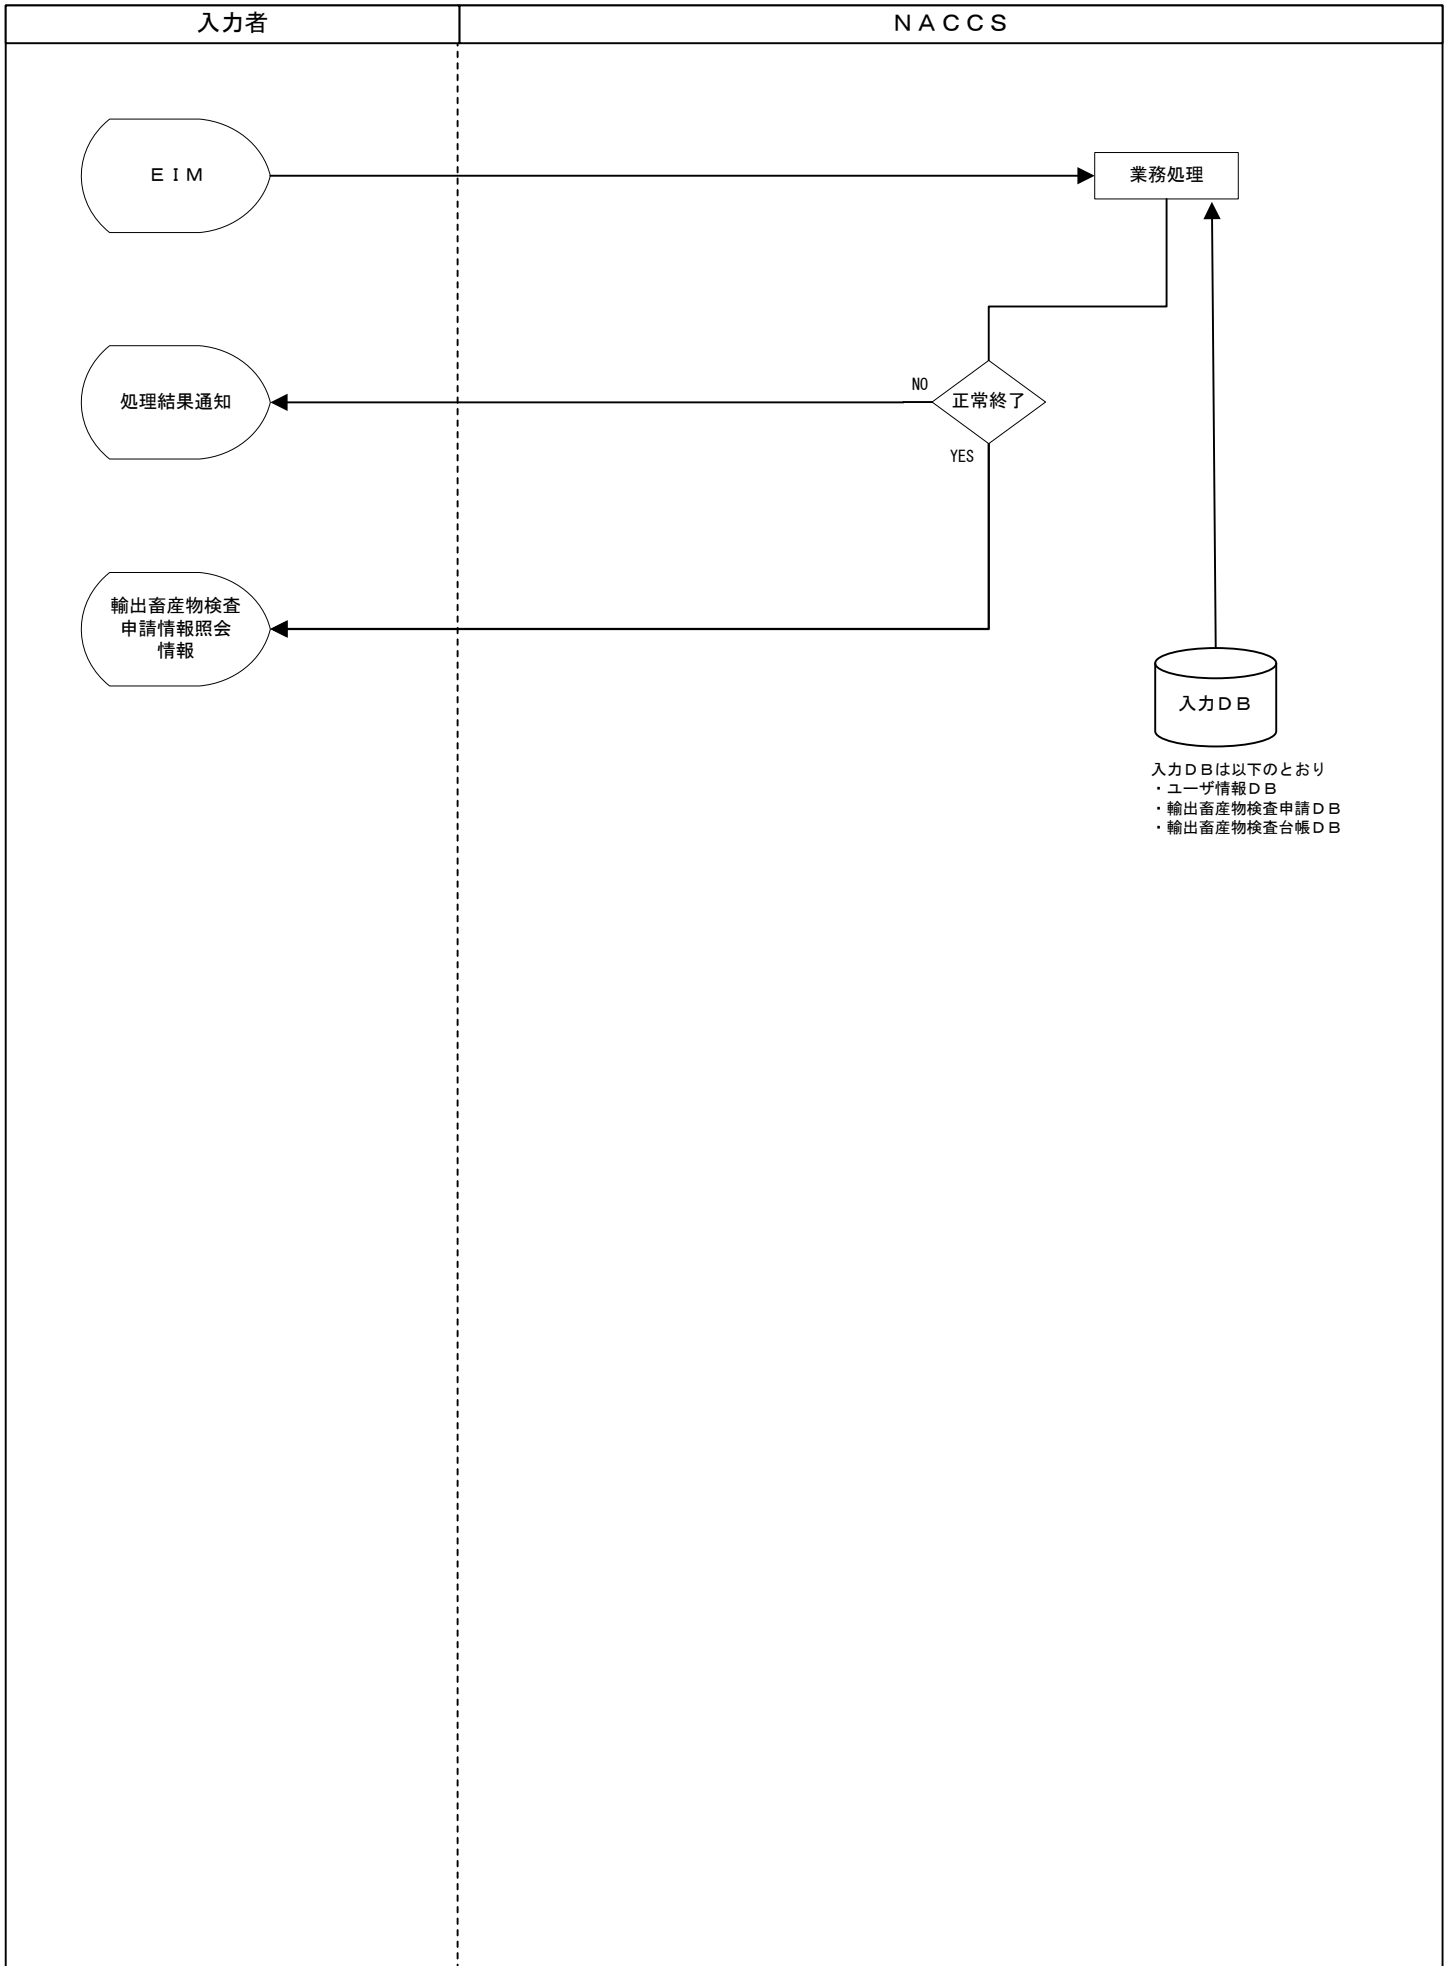 入力者
ＮＡＣＣＳ
ＥＩＭ
業務処理
処理結果通知
NO
正常終了
YES
輸出畜産物検査
申請情報照会
情報
入力ＤＢ
入力ＤＢは以下のとおり
・ユーザ情報ＤＢ
・輸出畜産物検査申請ＤＢ
・輸出畜産物検査台帳ＤＢ